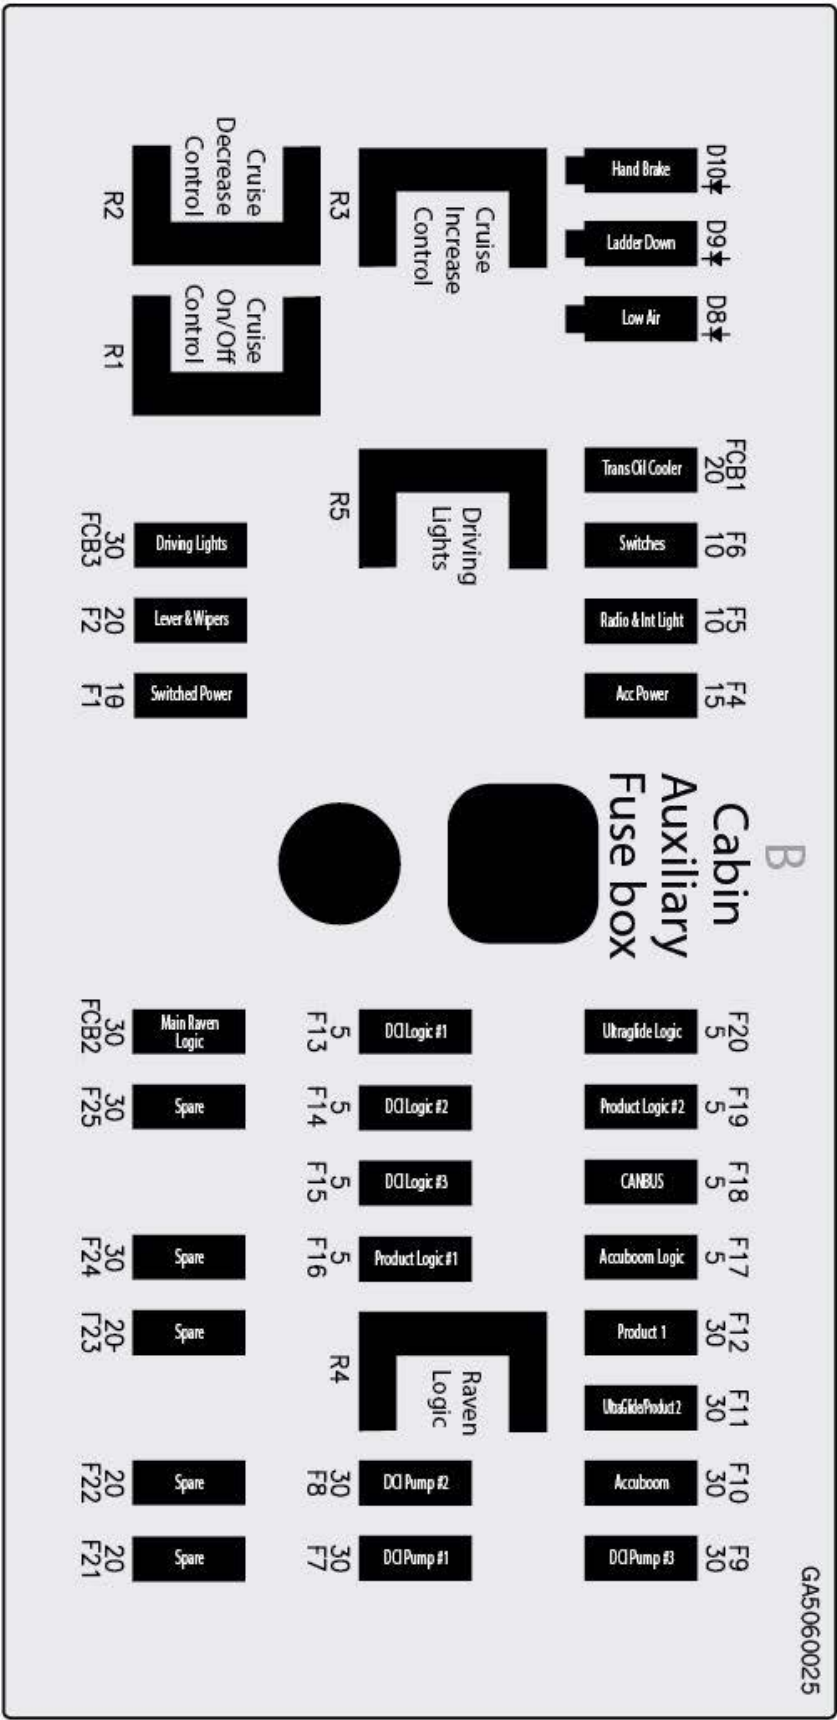 B
Cabin
Auxiliary
Fuse box
GA5060025
D10
Hand Brake
D9
Ladder Down
D8
Low Air
FCB1
20
Trans Oil Cooler
F6
10
Switches
F5
10
Radio & Int Light
F4
15
Acc Power
F20
5
Ultraglide Logic
F19
5
Product Logic #2
F18
5
CANBUS
F17
5
Accuboom Logic
F12
30
Product 1
F11
30
UltraGlide/Product 2
F10
30
Accuboom
F9
30
DCI Pump #3
Cruise
Increase
Control
R3
Driving
Lights
R5
DCI Logic #1
5
F13
DCI Logic #2
5
F14
DCI Logic #3
5
F15
Product Logic #1
5
F16
Raven
Logic
R4
DCI Pump #2
30
F8
DCI Pump #1
30
F7
Cruise
Decrease
Control
R2
Cruise
On/Off
Control
R1
Driving Lights
30
FCB3
Lever & Wipers
20
F2
Switched Power
10
F1
Main Raven
Logic
30
FCB2
Spare
30
F25
Spare
30
F24
Spare
20
F23
Spare
20
F22
Spare
20
F21